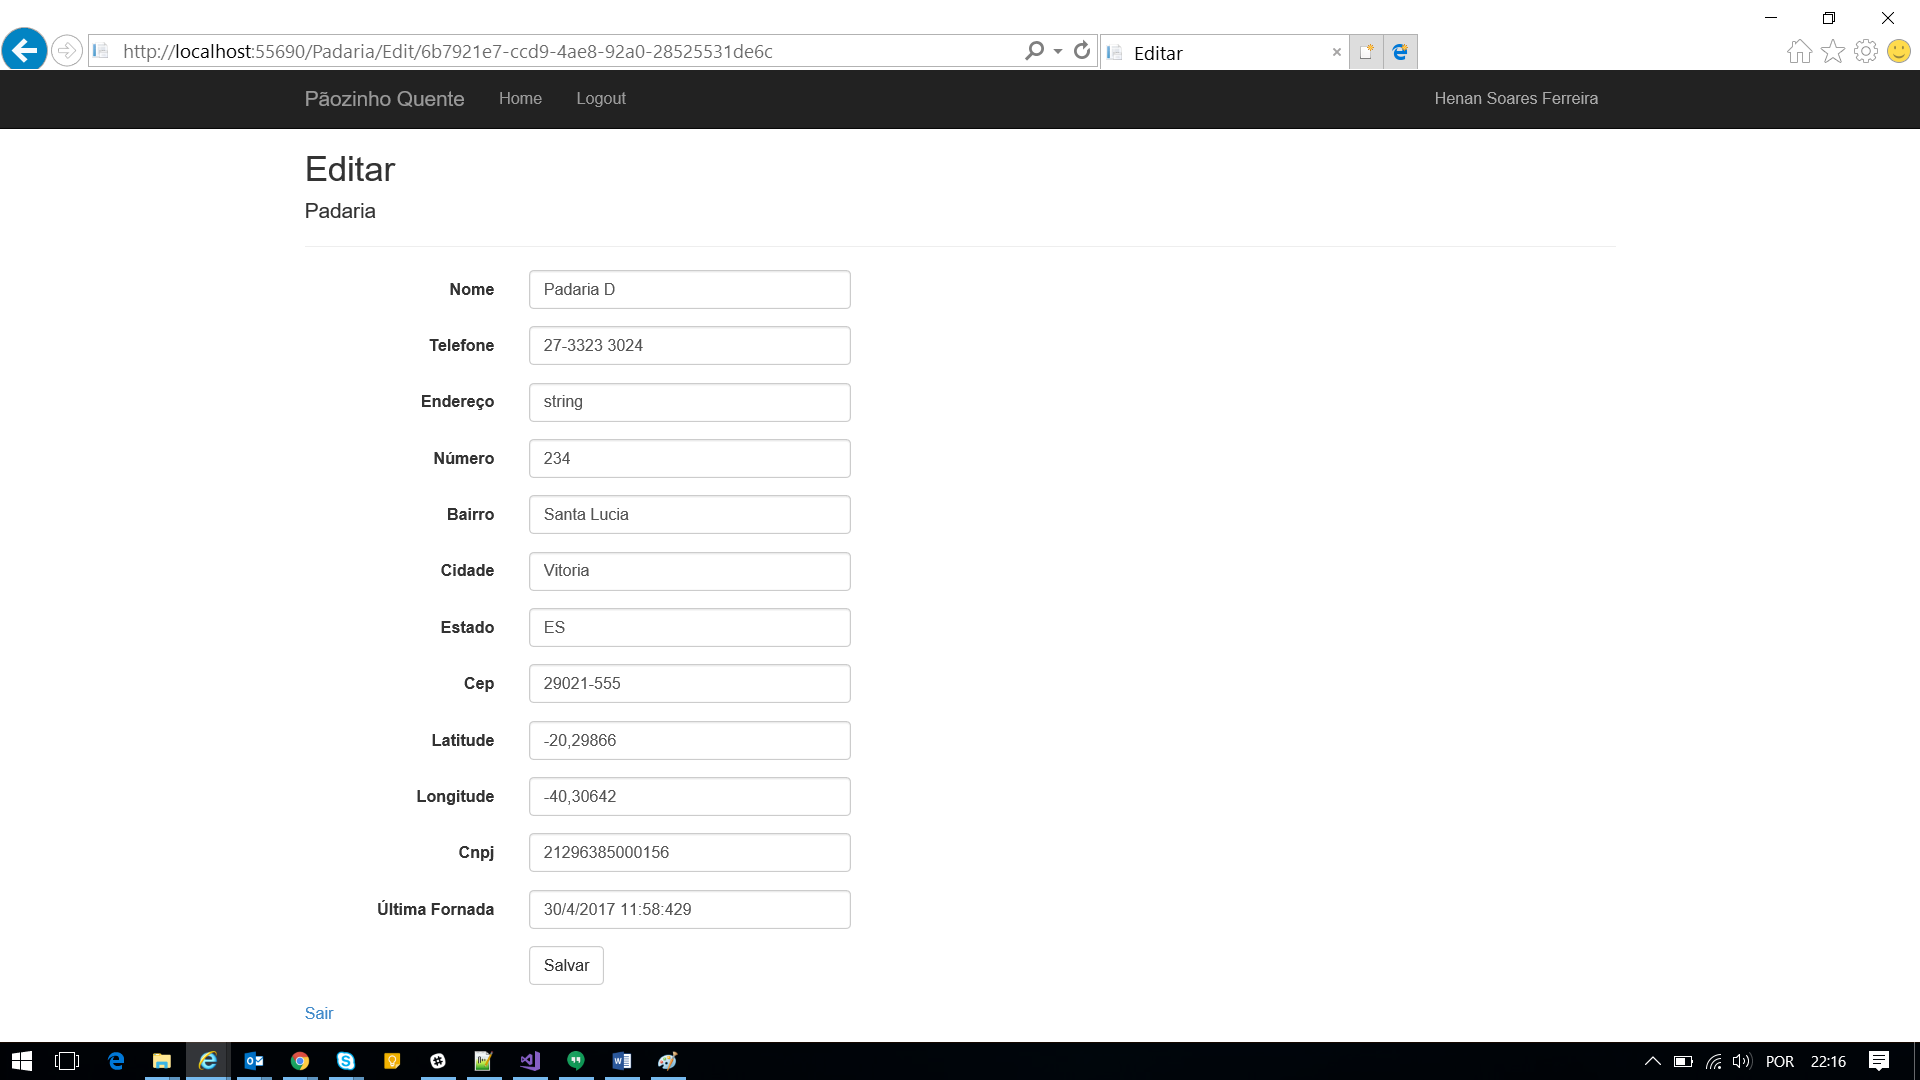 http://localhost:55690/Padaria/Edit/6b7921e7-ccd9-4ae8-92a0-28525531de6c
Editar
Pãozinho Quente Home Logout Henan Soares Ferreira
Editar
Padaria
Nome Padaria D
Telefone 27-3323 3024
Endereço string
Número 234
Bairro Santa Lucia
Cidade Vitoria
Estado ES
Cep 29021-555
Latitude -20,29866
Longitude -40,30642
Cnpj 21296385000156
Última Fornada 30/4/2017 11:58:429
Salvar
Sair
POR 22:16